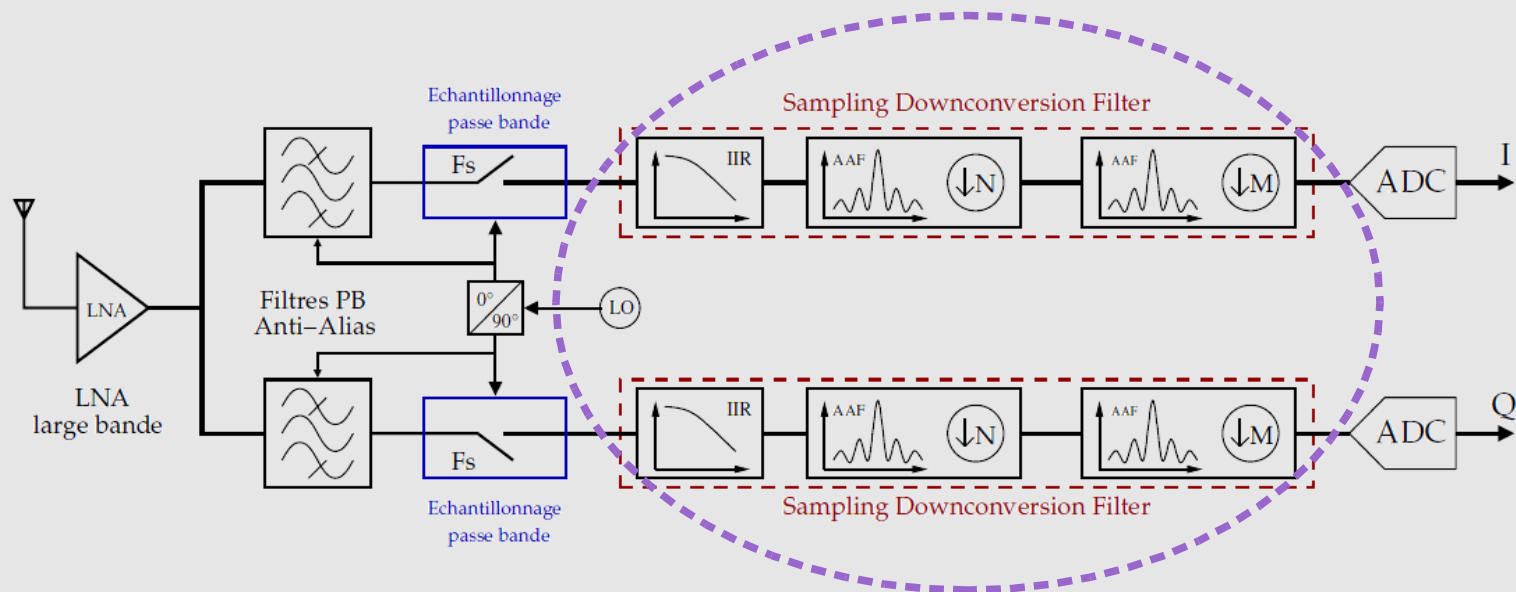 Echantillonnage
passe bande
Sampling Downconversion Filter
Fs
IIR
AAF
↓N
AAF
↓M
ADC
I
LNA
Filtres PB
Anti–Alias
0°
90°
LO
LNA
large bande
Fs
IIR
AAF
↓N
AAF
↓M
ADC
Q
Echantillonnage
passe bande
Sampling Downconversion Filter